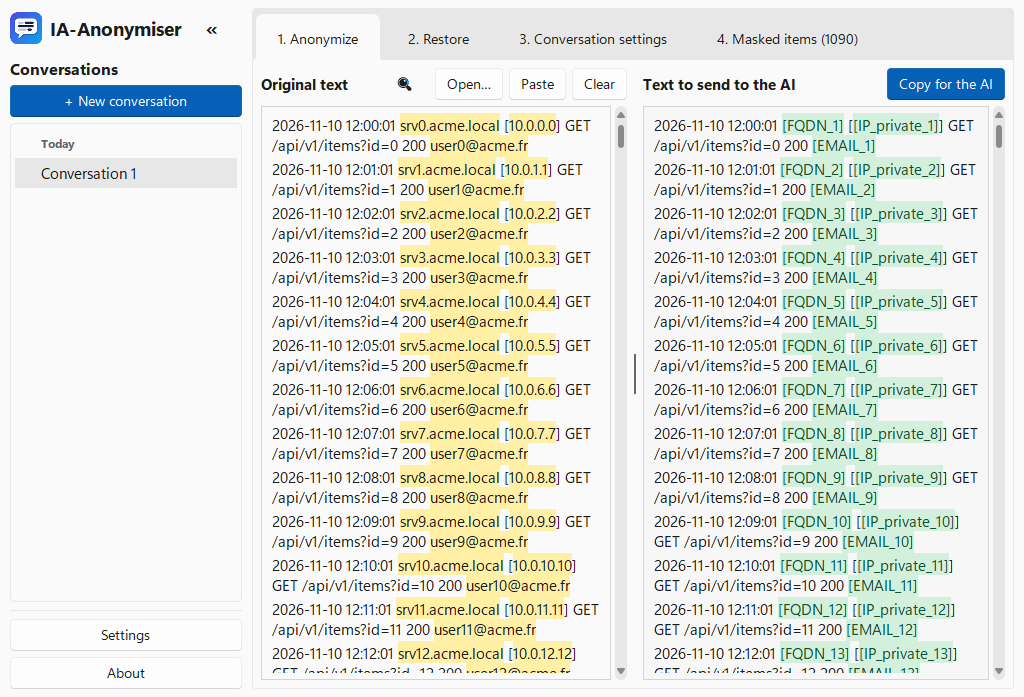 IA-Anonymiser «
Conversations
+ New conversation
Today
Conversation 1
Settings
About
1. Anonymize 2. Restore 3. Conversation settings 4. Masked items (1090)
Original text Open... Paste Clear
2026-11-10 12:00:01 srv0.acme.local [10.0.0.0] GET
/api/v1/items?id=0 200 user0@acme.fr
2026-11-10 12:01:01 srv1.acme.local [10.0.1.1] GET
/api/v1/items?id=1 200 user1@acme.fr
2026-11-10 12:02:01 srv2.acme.local [10.0.2.2] GET
/api/v1/items?id=2 200 user2@acme.fr
2026-11-10 12:03:01 srv3.acme.local [10.0.3.3] GET
/api/v1/items?id=3 200 user3@acme.fr
2026-11-10 12:04:01 srv4.acme.local [10.0.4.4] GET
/api/v1/items?id=4 200 user4@acme.fr
2026-11-10 12:05:01 srv5.acme.local [10.0.5.5] GET
/api/v1/items?id=5 200 user5@acme.fr
2026-11-10 12:06:01 srv6.acme.local [10.0.6.6] GET
/api/v1/items?id=6 200 user6@acme.fr
2026-11-10 12:07:01 srv7.acme.local [10.0.7.7] GET
/api/v1/items?id=7 200 user7@acme.fr
2026-11-10 12:08:01 srv8.acme.local [10.0.8.8] GET
/api/v1/items?id=8 200 user8@acme.fr
2026-11-10 12:09:01 srv9.acme.local [10.0.9.9] GET
/api/v1/items?id=9 200 user9@acme.fr
2026-11-10 12:10:01 srv10.acme.local [10.0.10.10]
GET /api/v1/items?id=10 200 user10@acme.fr
2026-11-10 12:11:01 srv11.acme.local [10.0.11.11] GET
/api/v1/items?id=11 200 user11@acme.fr
2026-11-10 12:12:01 srv12.acme.local [10.0.12.12]
GET /api/v1/items?id=12 200 user12@acme.fr
Text to send to the AI Copy for the AI
2026-11-10 12:00:01 [FQDN_1] [[IP_private_1]] GET
/api/v1/items?id=0 200 [EMAIL_1]
2026-11-10 12:01:01 [FQDN_2] [[IP_private_2]] GET
/api/v1/items?id=1 200 [EMAIL_2]
2026-11-10 12:02:01 [FQDN_3] [[IP_private_3]] GET
/api/v1/items?id=2 200 [EMAIL_3]
2026-11-10 12:03:01 [FQDN_4] [[IP_private_4]] GET
/api/v1/items?id=3 200 [EMAIL_4]
2026-11-10 12:04:01 [FQDN_5] [[IP_private_5]] GET
/api/v1/items?id=4 200 [EMAIL_5]
2026-11-10 12:05:01 [FQDN_6] [[IP_private_6]] GET
/api/v1/items?id=5 200 [EMAIL_6]
2026-11-10 12:06:01 [FQDN_7] [[IP_private_7]] GET
/api/v1/items?id=6 200 [EMAIL_7]
2026-11-10 12:07:01 [FQDN_8] [[IP_private_8]] GET
/api/v1/items?id=7 200 [EMAIL_8]
2026-11-10 12:08:01 [FQDN_9] [[IP_private_9]] GET
/api/v1/items?id=8 200 [EMAIL_9]
2026-11-10 12:09:01 [FQDN_10] [[IP_private_10]]
GET /api/v1/items?id=9 200 [EMAIL_10]
2026-11-10 12:10:01 [FQDN_11] [[IP_private_11]]
GET /api/v1/items?id=10 200 [EMAIL_11]
2026-11-10 12:11:01 [FQDN_12] [[IP_private_12]]
GET /api/v1/items?id=11 200 [EMAIL_12]
2026-11-10 12:12:01 [FQDN_13] [[IP_private_13]]
GET /api/v1/items?id=12 200 [EMAIL_13]